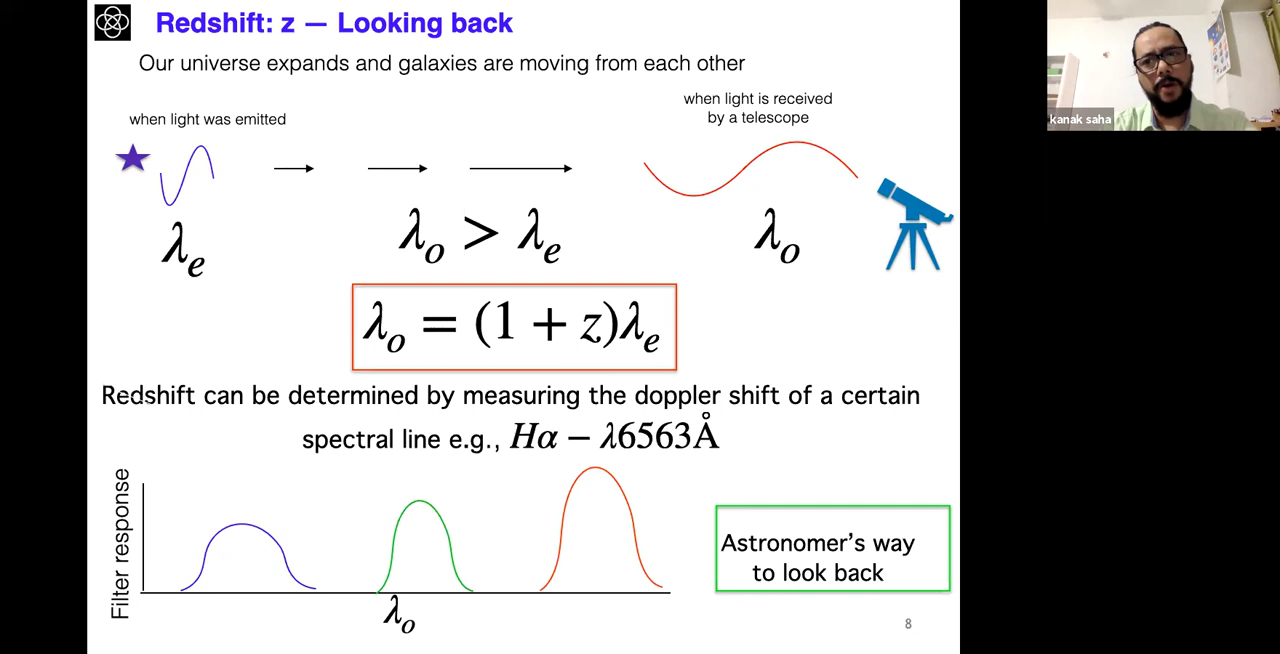 Redshift: z — Looking back
Our universe expands and galaxies are moving from each other
when light was emitted
when light is received
by a telescope
λe
λo > λe
λo
λo = (1 + z)λe
Redshift can be determined by measuring the doppler shift of a certain
spectral line e.g., Hα − λ6563Å
Filter response
λo
Astronomer's way
to look back
8
kanak saha